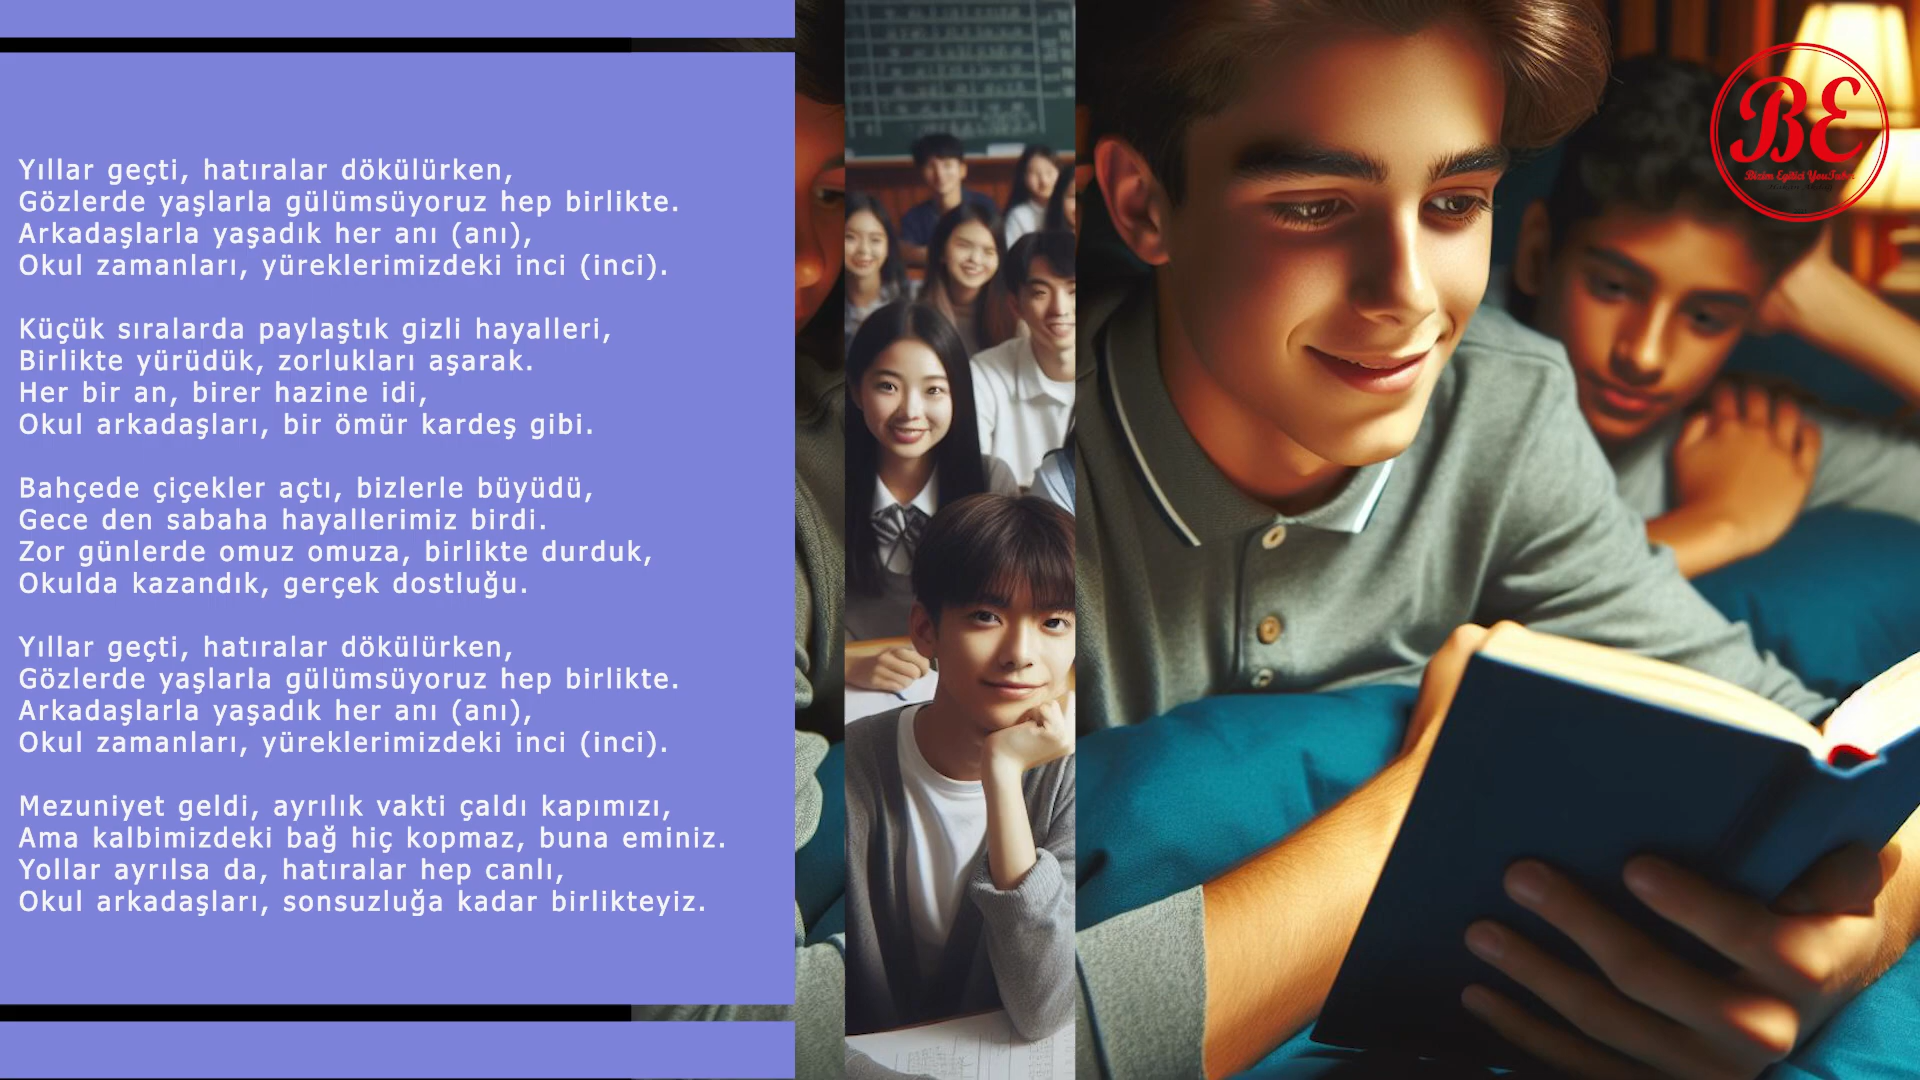 Yıllar geçti, hatıralar dökülürken,
Gözlerde yaşlarla gülümsüyoruz hep birlikte.
Arkadaşlarla yaşadık her anı (anı),
Okul zamanları, yüreklerimizdeki inci (inci).
Küçük sıralarda paylaştık gizli hayalleri,
Birlikte yürüdük, zorlukları aşarak.
Her bir an, birer hazine idi,
Okul arkadaşları, bir ömür kardeş gibi.
Bahçede çiçekler açtı, bizlerle büyüdü,
Gece den sabaha hayallerimiz birdi.
Zor günlerde omuz omuza, birlikte durduk,
Okulda kazandık, gerçek dostluğu.
Yıllar geçti, hatıralar dökülürken,
Gözlerde yaşlarla gülümsüyoruz hep birlikte.
Arkadaşlarla yaşadık her anı (anı),
Okul zamanları, yüreklerimizdeki inci (inci).
Mezuniyet geldi, ayrılık vakti çaldı kapımızı,
Ama kalbimizdeki bağ hiç kopmaz, buna eminiz.
Yollar ayrılsa da, hatıralar hep canlı,
Okul arkadaşları, sonsuzluğa kadar birlikteyiz.
BE
Bizim Egitici YouTube